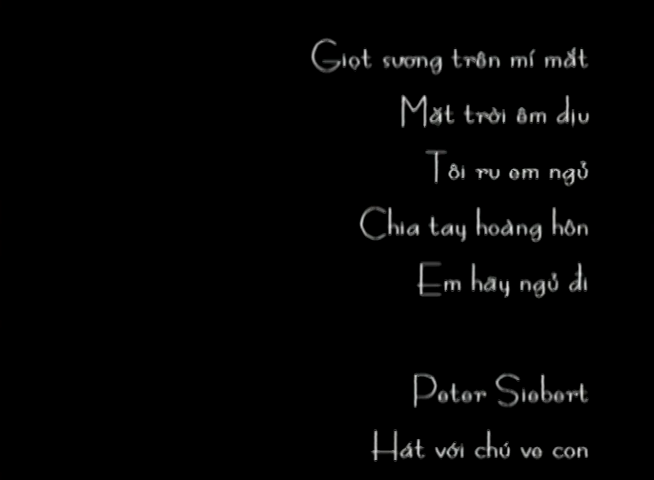 Giọt sương trên mí mắt
Mặt trời êm dịu
Tôi ru em ngủ
Chia tay hoàng hôn
Em hãy ngủ đi
Peter Siebert
Hát với chú ve con